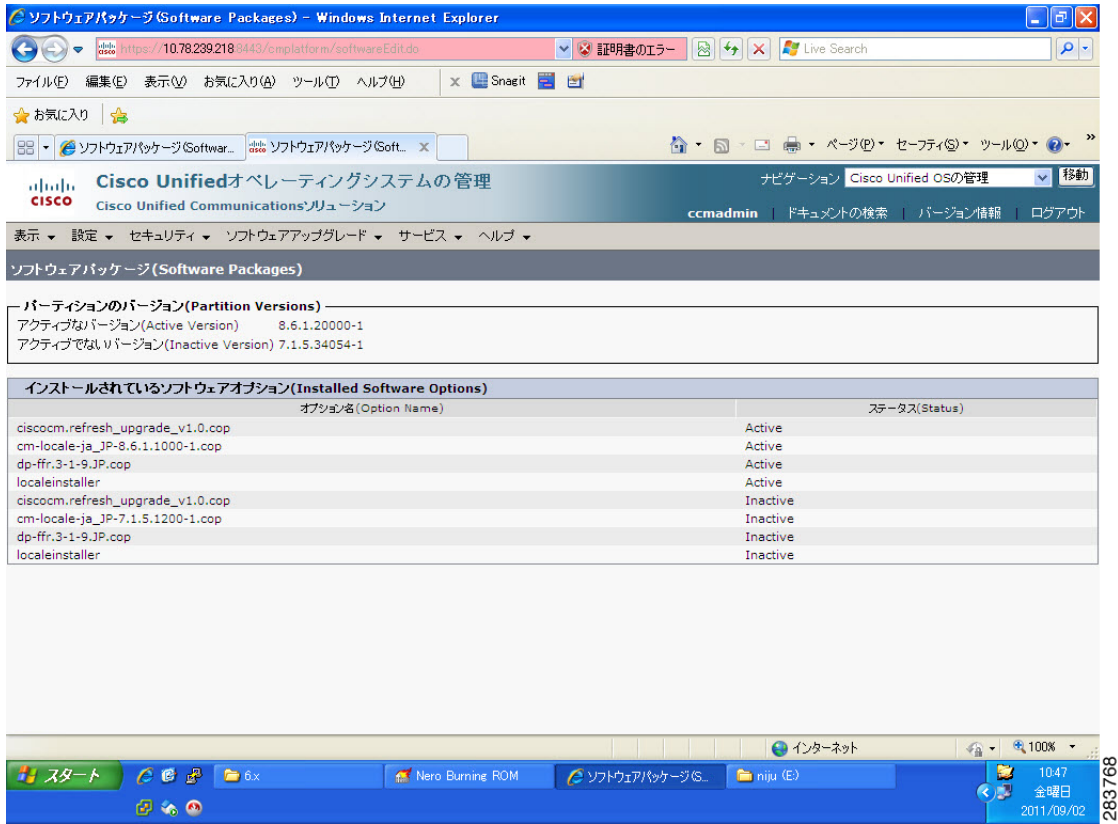 ソフトウェアパッケージ(Software Packages) - Windows Internet Explorer
https://10.78.239.218:8443/cmplatform/softwareEdit.do
証明書のエラー
Live Search
ファイル(F) 編集(E) 表示(V) お気に入り(A) ツール(T) ヘルプ(H)
x Snagit
お気に入り
ソフトウェアパッケージ(Softwar...
ソフトウェアパッケージ(Soft... X
ページ(P) セーフティ(S) ツール(O) »
cisco
Cisco Unifiedオペレーティングシステムの管理
Cisco Unified Communicationsソリューション
ナビゲーション Cisco Unified OSの管理 移動
ccmadmin | ドキュメントの検索 | バージョン情報 | ログアウト
表示 設定 セキュリティ ソフトウェアアップグレード サービス ヘルプ
ソフトウェアパッケージ(Software Packages)
パーティションのバージョン(Partition Versions)
アクティブなバージョン(Active Version) 8.6.1.20000-1
アクティブでないバージョン(Inactive Version) 7.1.5.34054-1
インストールされているソフトウェアオプション(Installed Software Options)
オプション名(Option Name) ステータス(Status)
ciscocm.refresh_upgrade_v1.0.cop Active
cm-locale-ja_JP-8.6.1.1000-1.cop Active
dp-ffr.3-1-9.JP.cop Active
localeinstaller Active
ciscocm.refresh_upgrade_v1.0.cop Inactive
cm-locale-ja_JP-7.1.5.1200-1.cop Inactive
dp-ffr.3-1-9.JP.cop Inactive
localeinstaller Inactive
インターネット
100%
スタート
6.x
Nero Burning ROM
ソフトウェアパッケージ(S...
niju (E:)
10:47
金曜日
2011/09/02
283768